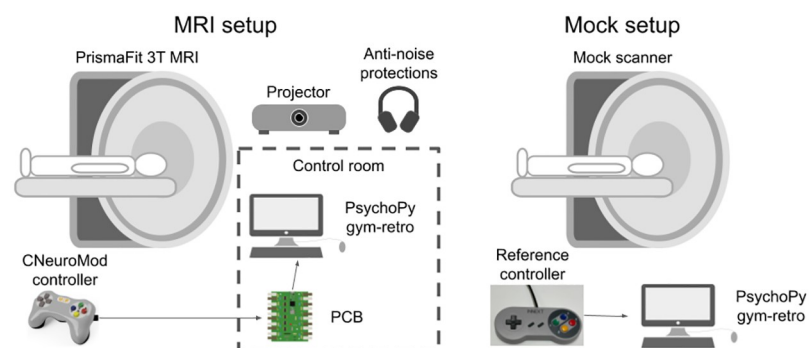 MRI setup
PrismaFit 3T MRI
Projector
Anti-noise
protections
Control room
PsychoPy
gym-retro
CNeuroMod
controller
PCB
Mock setup
Mock scanner
Reference
controller
PsychoPy
gym-retro